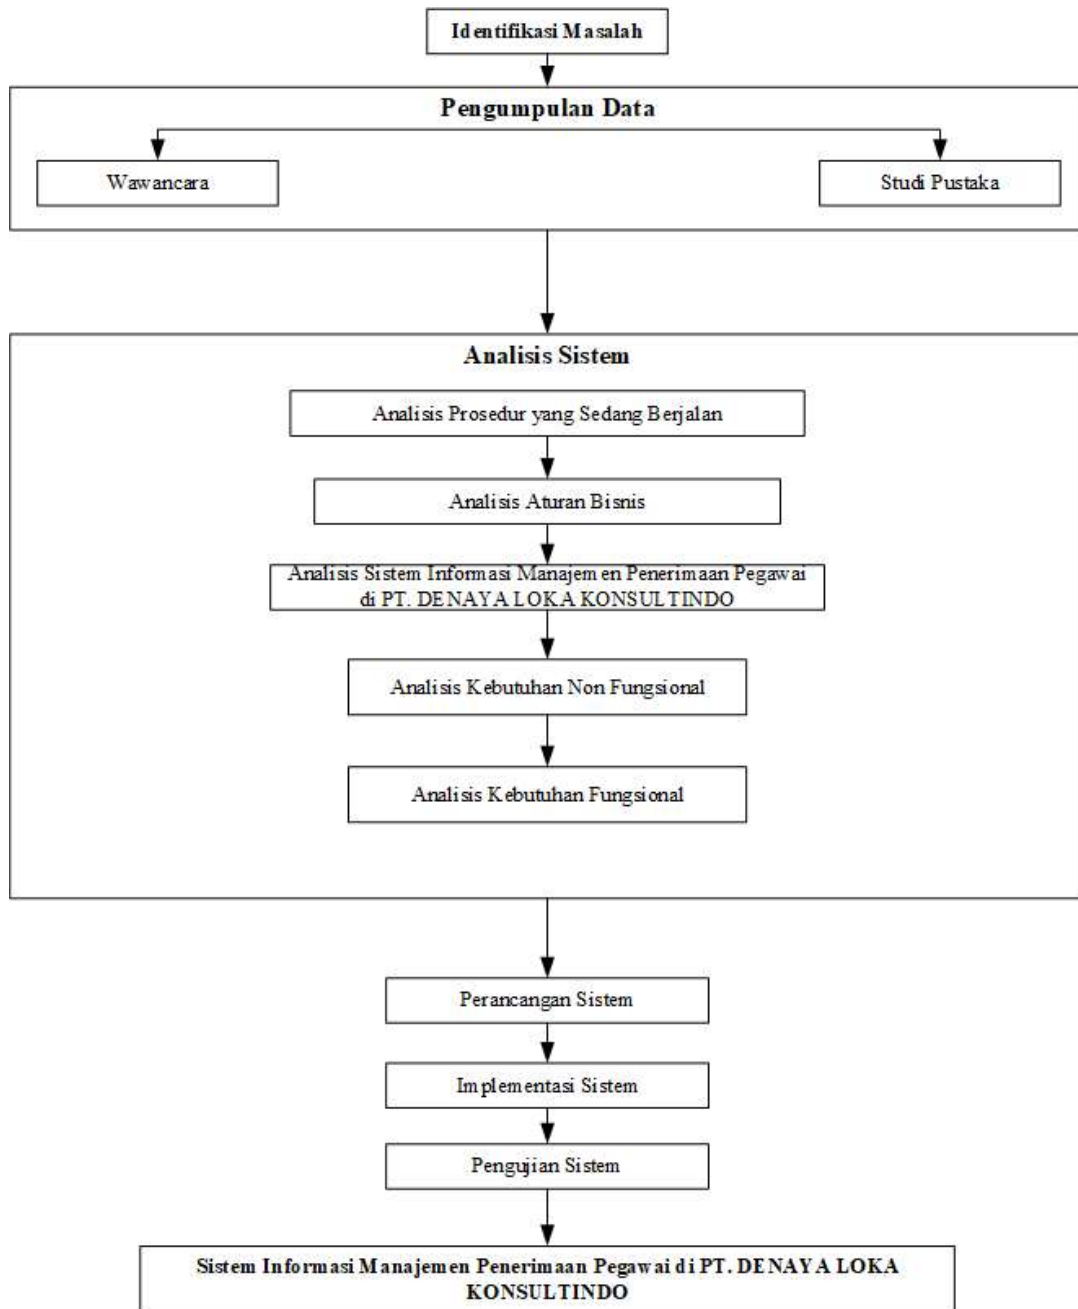 Identifikasi Masalah
Pengumpulan Data
Wawancara
Studi Pustaka
Analisis Sistem
Analisis Prosedur yang Sedang Berjalan
Analisis Aturan Bisnis
Analisis Sistem Informasi Manajemen Penerimaan Pegawai
di PT. DENAYA LOKA KONSULTINDO
Analisis Kebutuhan Non Fungsional
Analisis Kebutuhan Fungsional
Perancangan Sistem
Implementasi Sistem
Pengujian Sistem
Sistem Informasi Manajemen Penerimaan Pegawai di PT. DENAYA LOKA
KONSULTINDO